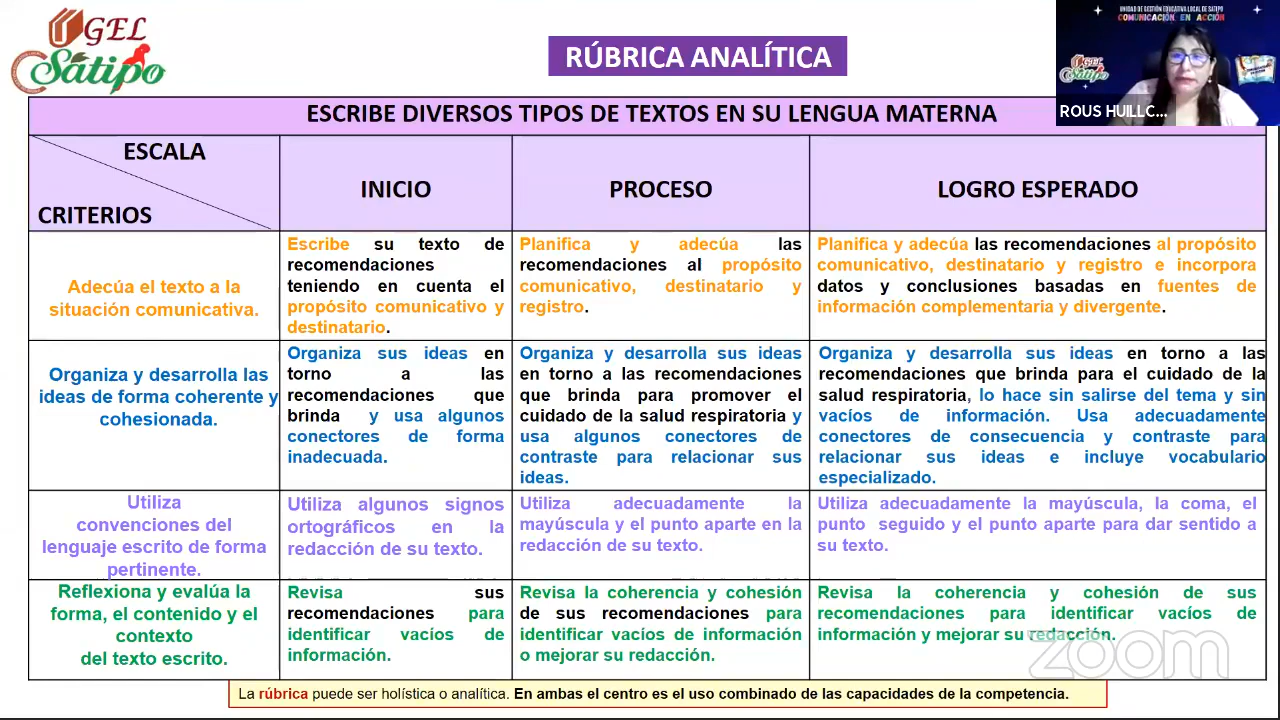 UGEL
Satipo
RÚBRICA ANALÍTICA
UNIDAD DE GESTIÓN EDUCATIVA LOCAL DE SATIPO
COMUNICACIÓN EN ACCIÓN
GEL
Satipo
ROUS HUILLC...
ESCRIBE DIVERSOS TIPOS DE TEXTOS EN SU LENGUA MATERNA
ESCALA
CRITERIOS
INICIO
PROCESO
LOGRO ESPERADO
Adecúa el texto a la
situación comunicativa.
Escribe su texto de
recomendaciones
teniendo en cuenta el
propósito comunicativo y
destinatario.
Planifica y adecúa las
recomendaciones al propósito
comunicativo, destinatario y
registro.
Planifica y adecúa las recomendaciones al propósito
comunicativo, destinatario y registro e incorpora
datos y conclusiones basadas en fuentes de
información complementaria y divergente.
Organiza y desarrolla las
ideas de forma coherente y
cohesionada.
Organiza sus ideas en
torno a las
recomendaciones que
brinda y usa algunos
conectores de forma
inadecuada.
Organiza y desarrolla sus ideas
en torno a las recomendaciones
que brinda para promover el
cuidado de la salud respiratoria y
usa algunos conectores de
contraste para relacionar sus
ideas.
Organiza y desarrolla sus ideas en torno a las
recomendaciones que brinda para el cuidado de la
salud respiratoria, lo hace sin salirse del tema y sin
vacíos de información. Usa adecuadamente
conectores de consecuencia y contraste para
relacionar sus ideas e incluye vocabulario
especializado.
Utiliza
convenciones del
lenguaje escrito de forma
pertinente.
Utiliza algunos signos
ortográficos en la
redacción de su texto.
Utiliza adecuadamente la
mayúscula y el punto aparte en la
redacción de su texto.
Utiliza adecuadamente la mayúscula, la coma, el
punto seguido y el punto aparte para dar sentido a
su texto.
Reflexiona y evalúa la
forma, el contenido y el
contexto
del texto escrito.
Revisa sus
recomendaciones para
identificar vacíos de
información.
Revisa la coherencia y cohesión
de sus recomendaciones para
identificar vacíos de información
o mejorar su redacción.
Revisa la coherencia y cohesión de sus
recomendaciones para identificar vacíos de
información y mejorar su redacción.
zoom
La rúbrica puede ser holística o analítica. En ambas el centro es el uso combinado de las capacidades de la competencia.